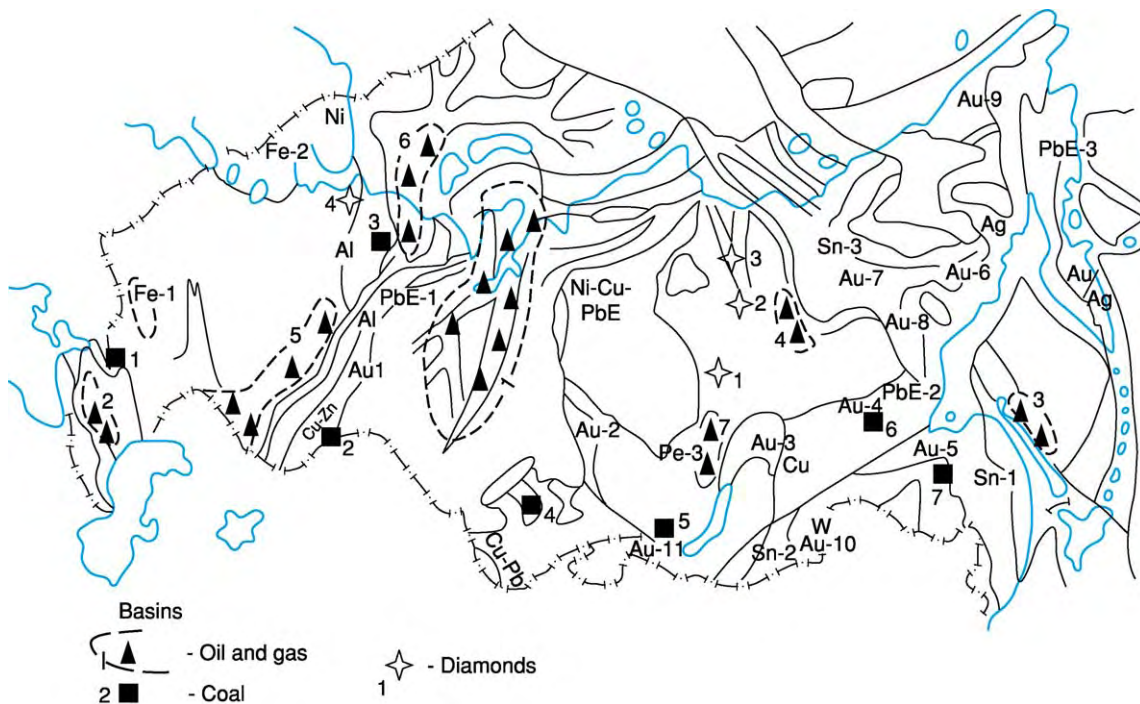 Ni
Fe-2
6
Au-9
PbE-3
4
3
Al
Ag
Sn-3
3
Au-7
Au-6
Au/
Ag
Fe-1
PbE-1
Ni-Cu-
PbE
2
5
Al
4
Au-8
1
Au1
1
1
2
PbE-2
Au-4
3
Cu-Zn
2
Au-2
7
Au-3
6
Pe-3
Cu
Au-5
Sn-1
7
4
5
W
Cu-Pb
Au-11
Sn-2
Au-10
Basins
- Oil and gas
- Diamonds
1
2
- Coal